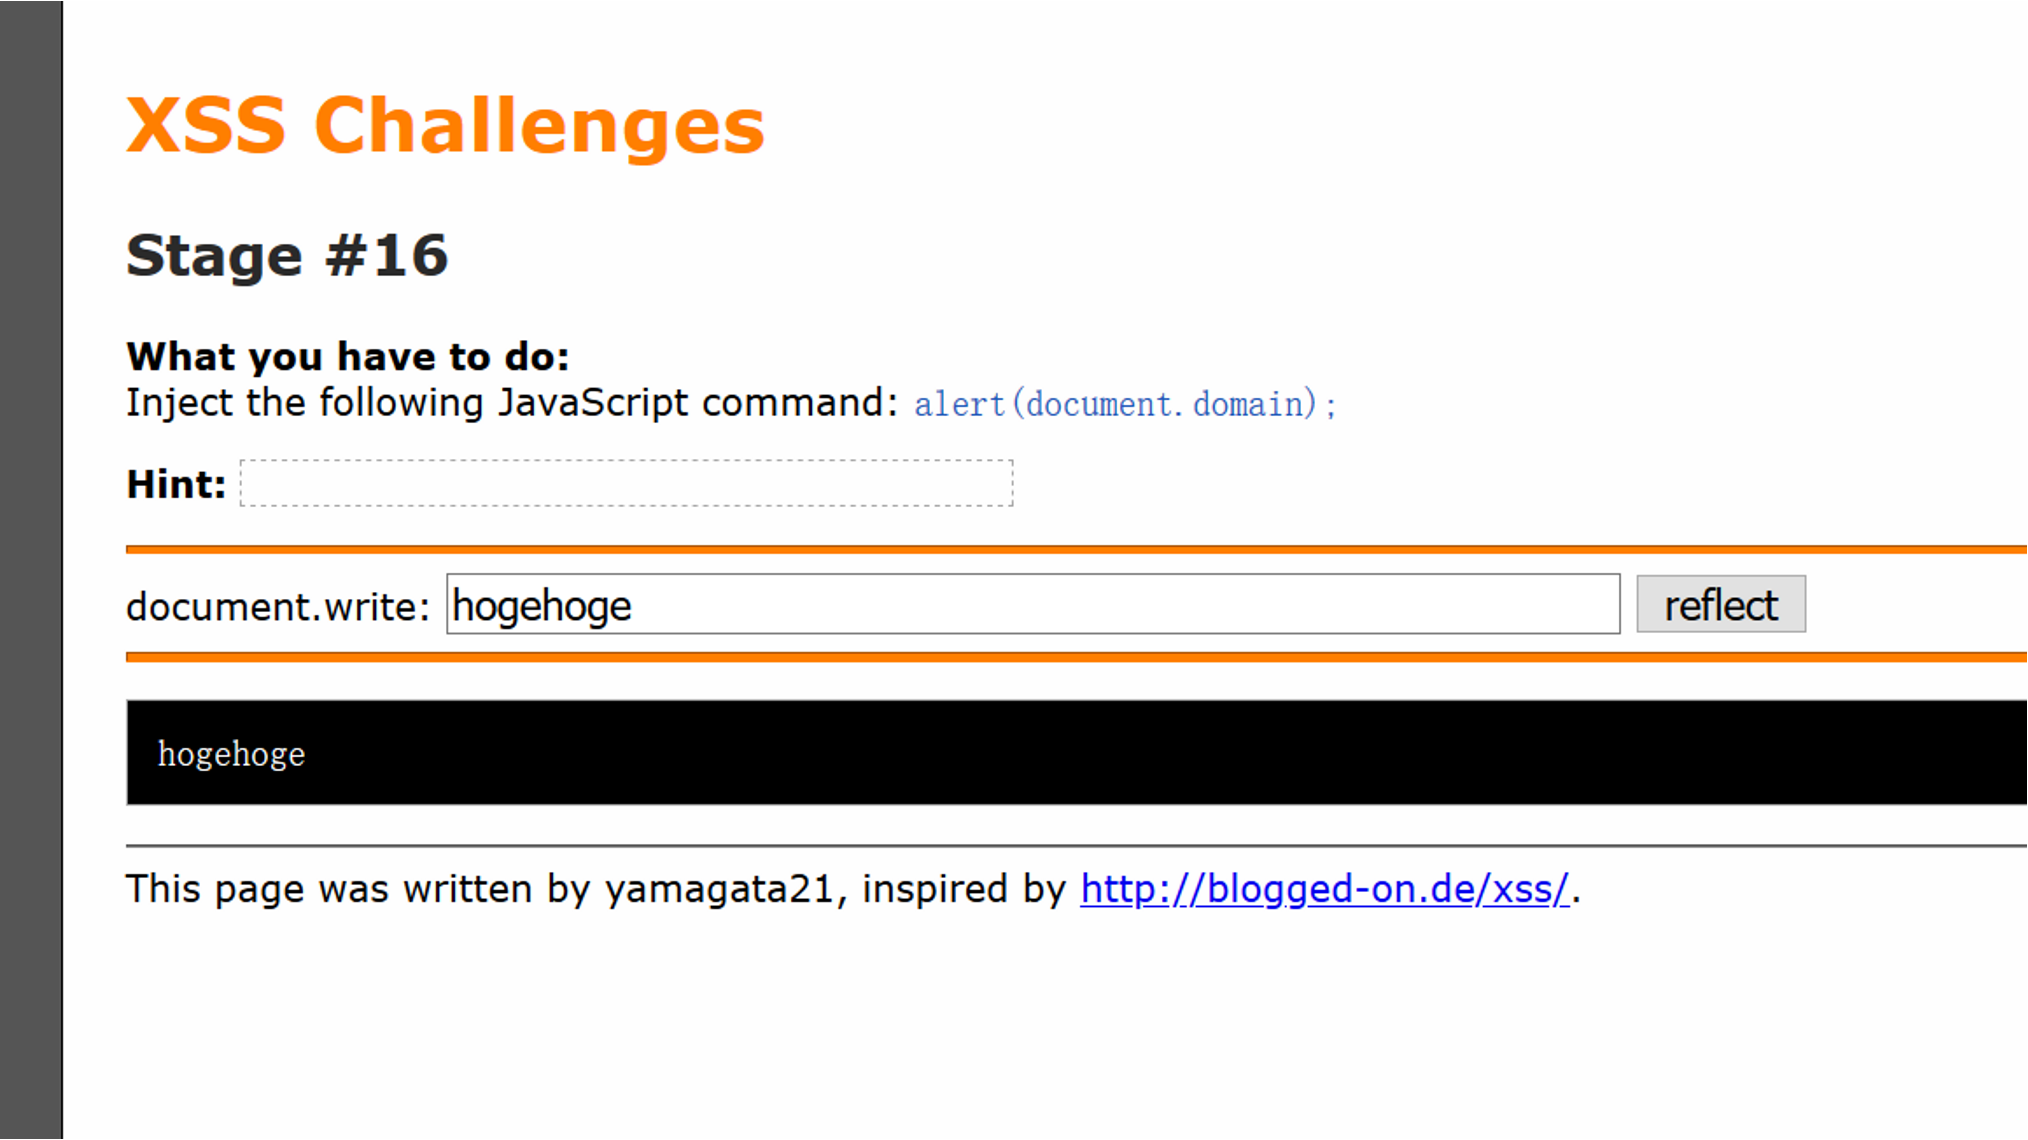 XSS Challenges
Stage #16
What you have to do:
Inject the following JavaScript command: alert(document.domain);
Hint:
document.write: hogehoge reflect
hogehoge
This page was written by yamagata21, inspired by http://blogged-on.de/xss/.